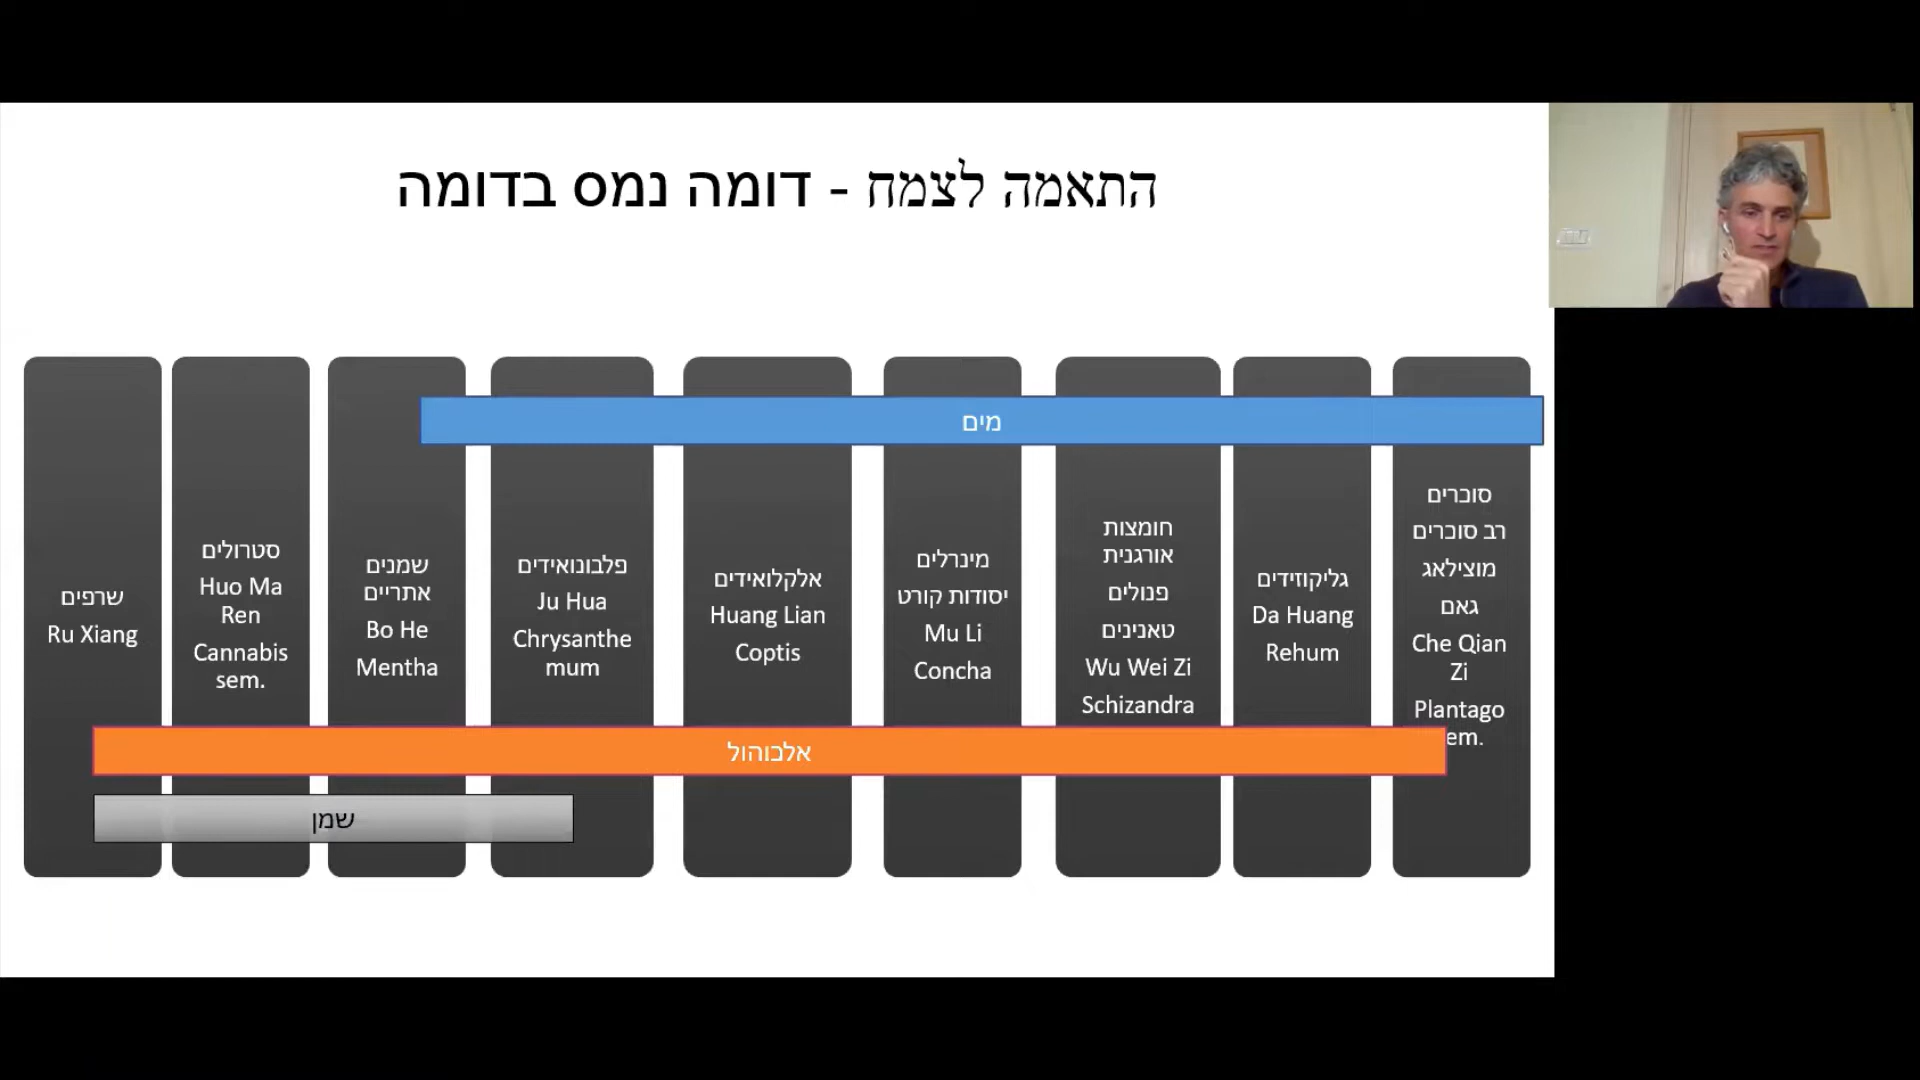 התאמה לצמח - דומה נמס בדומה
מים
סוכרים
רב סוכרים
מוצילאג
גאם
Che Qian
Zi
Plantago
em.
גליקוזידים
Da Huang
Rehum
חומצות
אורגנית
פנולים
טאנינים
Wu Wei Zi
Schizandra
מינרלים
יסודות קורט
Mu Li
Concha
אלקלואידים
Huang Lian
Coptis
פלבונואידים
Ju Hua
Chrysanthe
mum
שמנים
אתריים
Bo He
Mentha
סטרולים
Huo Ma
Ren
Cannabis
sem.
שרפים
Ru Xiang
אלכוהול
שמן